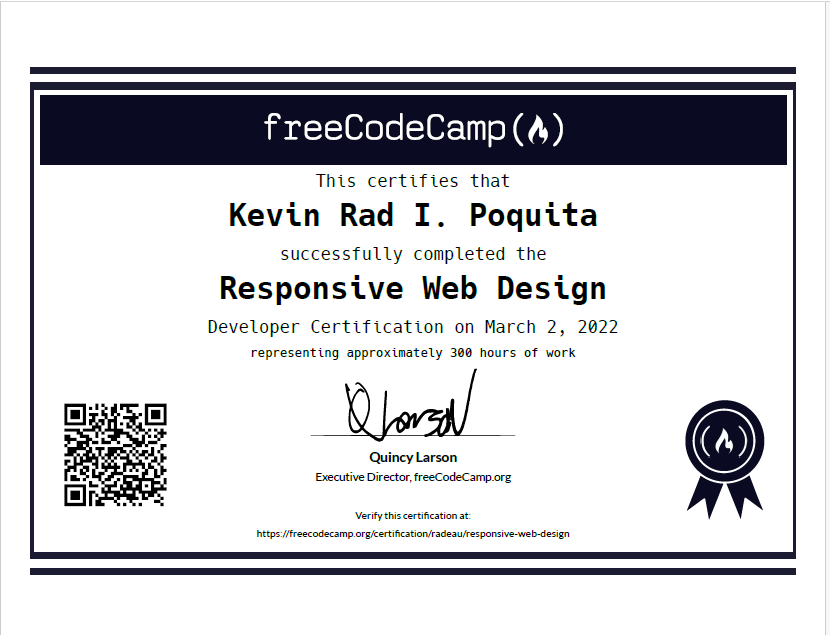 freeCodeCamp
This certifies that
Kevin Rad I. Poquita
successfully completed the
Responsive Web Design
Developer Certification on March 2, 2022
representing approximately 300 hours of work
Quincy Larson
Executive Director, freeCodeCamp.org
Verify this certification at:
https://freecodecamp.org/certification/radeau/responsive-web-design